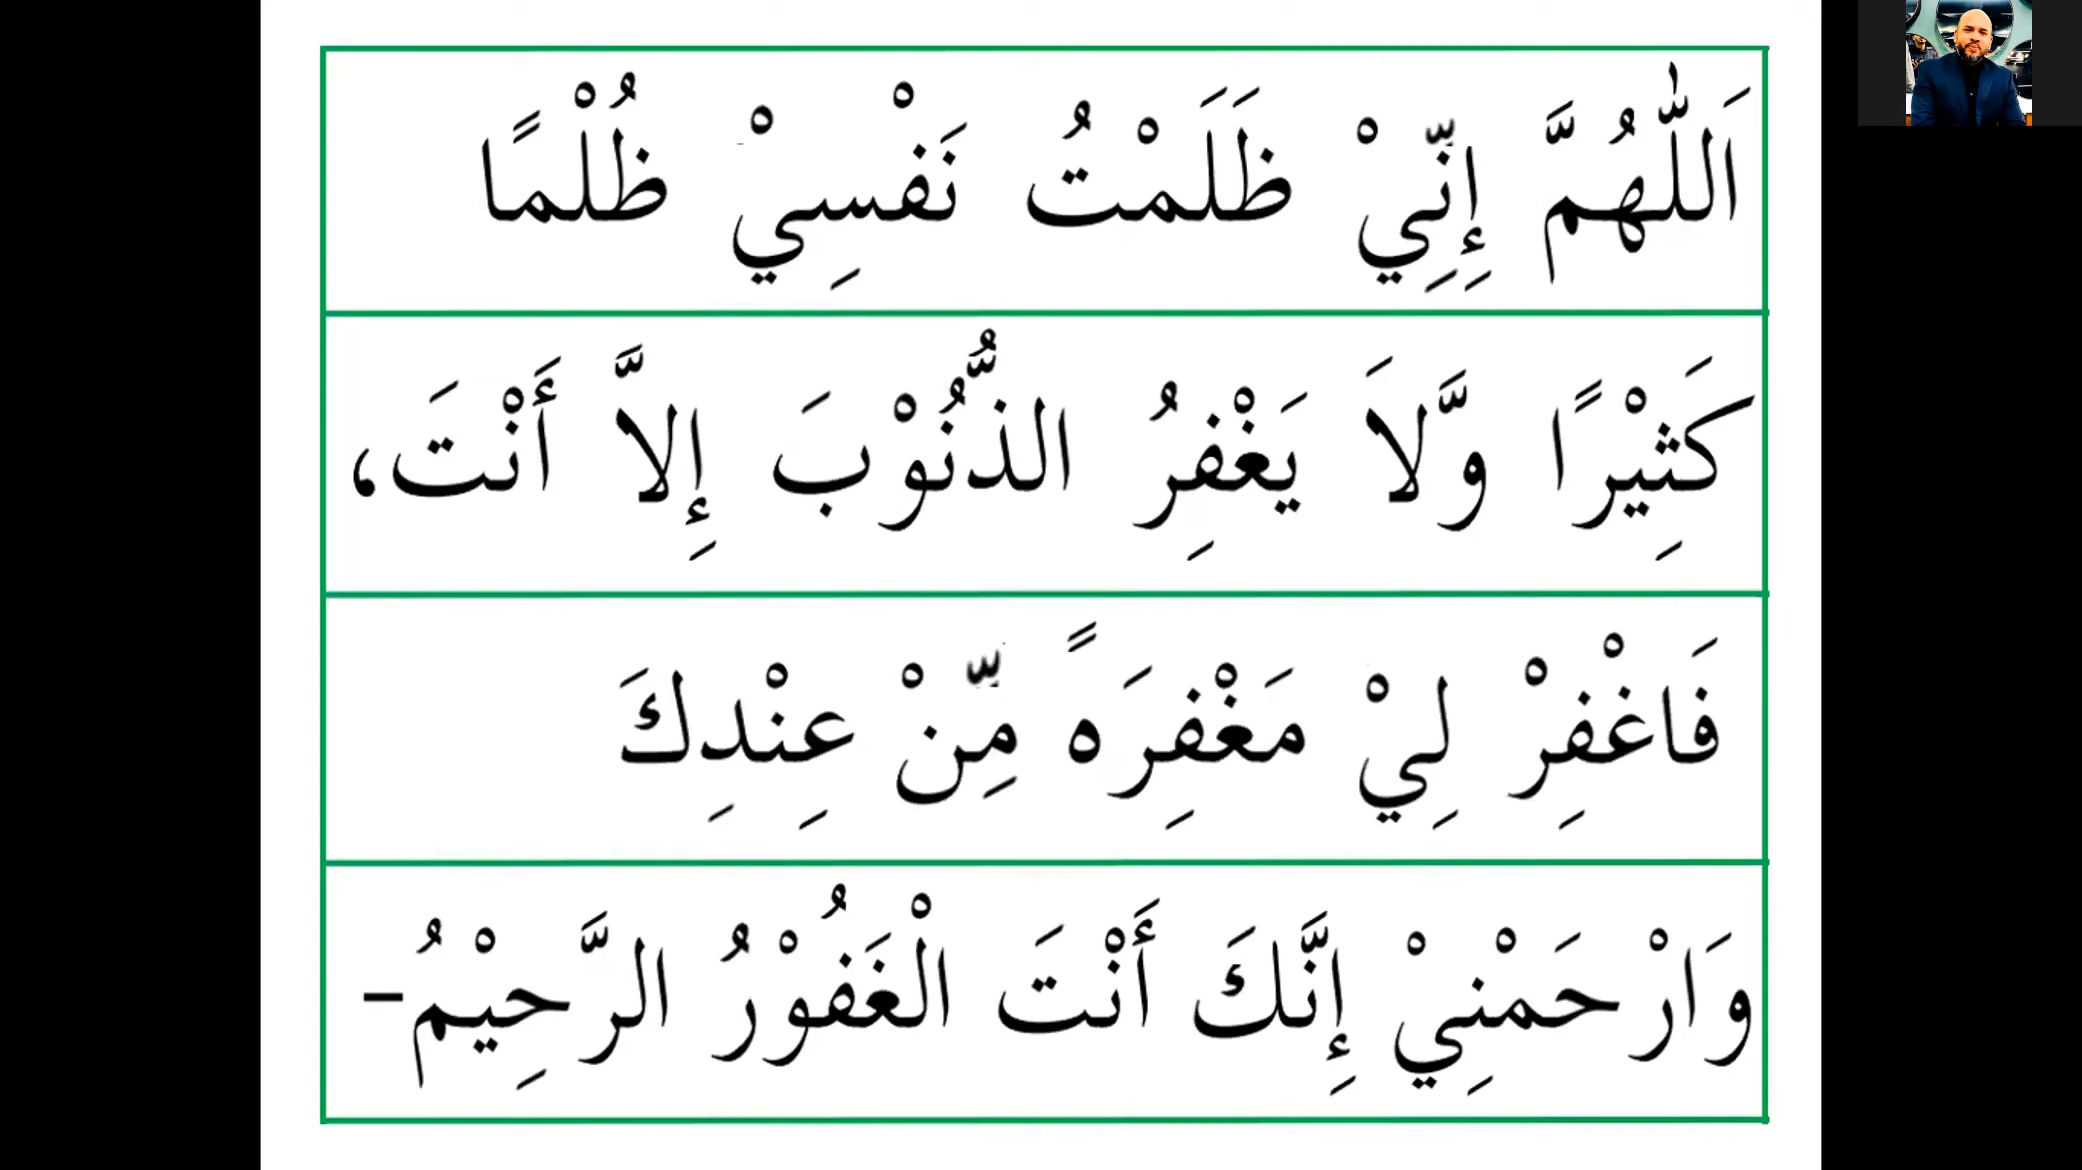 اَللّٰهُمَّ إِنِّيْ ظَلَمْتُ نَفْسِيْ ظُلْمًا
كَثِيْرًا وَّلاَ يَغْفِرُ الذُّنُوْبَ إِلاَّ أَنْتَ،
فَاغْفِرْ لِيْ مَغْفِرَهً مِّنْ عِنْدِكَ
وَارْحَمْنِيْ إِنَّكَ أَنْتَ الْغَفُوْرُ الرَّحِيْمُ-